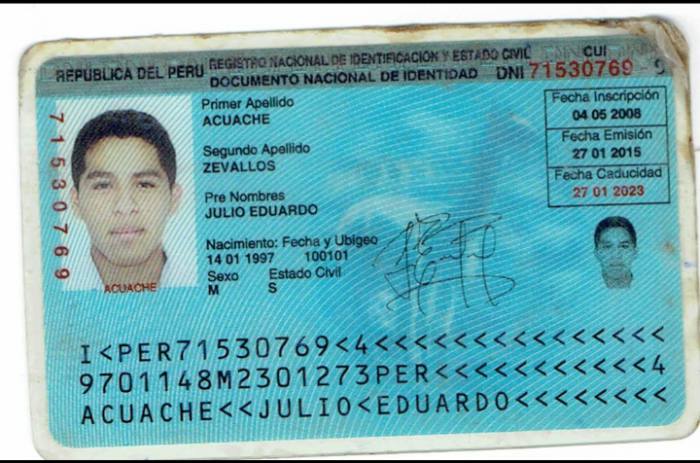 REPUBLICA DEL PERU REGISTRO NACIONAL DE IDENTIFICACION Y ESTADO CIVIL CUI
DOCUMENTO NACIONAL DE IDENTIDAD DNI 71530769 - 9
71530769
Primer Apellido
ACUACHE
Segundo Apellido
ZEVALLOS
Pre Nombres
JULIO EDUARDO
Nacimiento: Fecha y Ubigeo
14 01 1997 100101
Sexo Estado Civil
M S
ACUACHE
Fecha Inscripción
04 05 2008
Fecha Emisión
27 01 2015
Fecha Caducidad
27 01 2023
I<PER71530769<4<<<<<<<<<<<<<<<
9701148M2301273PER<<<<<<<<<<<4
ACUACHE<<JULIO<EDUARDO<<<<<<<<